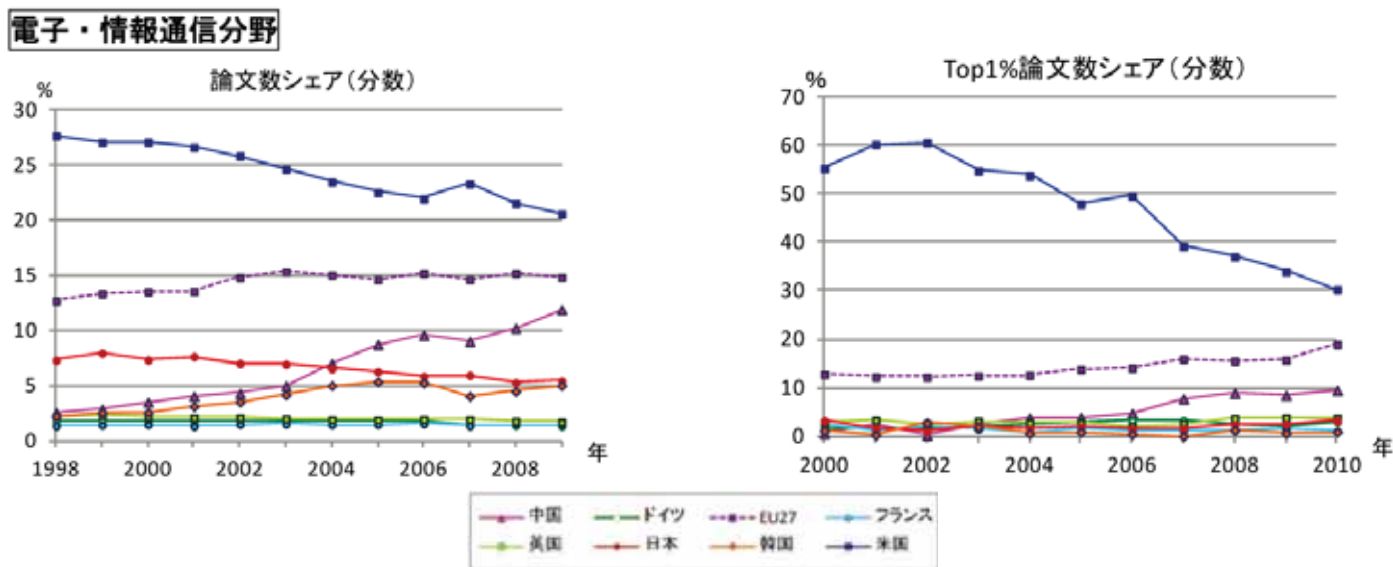 電子・情報通信分野
論文数シェア（分数）
%
30
25
20
15
10
5
0
1998 2000 2002 2004 2006 2008
年
Top1%論文数シェア（分数）
%
70
60
50
40
30
20
10
0
2000 2002 2004 2006 2008 2010
年
中国 ドイツ EU27 フランス
英国 日本 韓国 米国